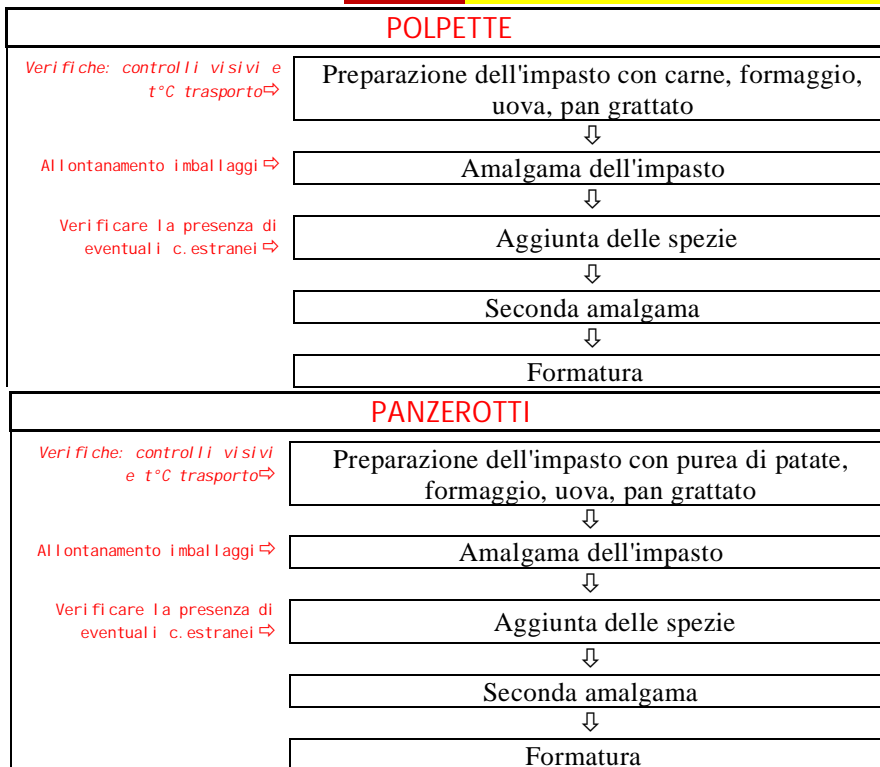 POLPETTE
Verifiche: controlli visivi e
t°C trasporto⇨
Preparazione dell'impasto con carne, formaggio,
uova, pan grattato
⇩
Allontanamento imballaggi⇨
Amalgama dell'impasto
⇩
Verificare la presenza di
eventuali c.estranei⇨
Aggiunta delle spezie
⇩
Seconda amalgama
⇩
Formatura
PANZEROTTI
Verifiche: controlli visivi
e t°C trasporto⇨
Preparazione dell'impasto con purea di patate,
formaggio, uova, pan grattato
⇩
Allontanamento imballaggi⇨
Amalgama dell'impasto
⇩
Verificare la presenza di
eventuali c.estranei⇨
Aggiunta delle spezie
⇩
Seconda amalgama
⇩
Formatura